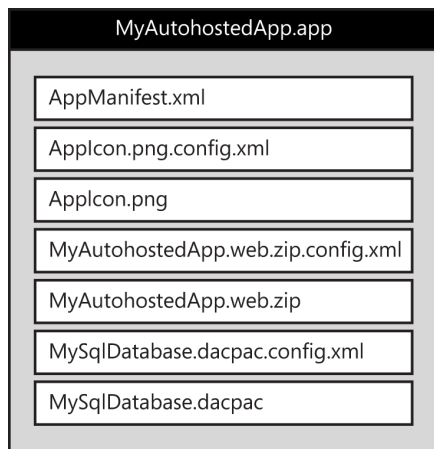 MyAutohostedApp.app
AppManifest.xml
AppIcon.png.config.xml
AppIcon.png
MyAutohostedApp.web.zip.config.xml
MyAutohostedApp.web.zip
MySqlDatabase.dacpac.config.xml
MySqlDatabase.dacpac